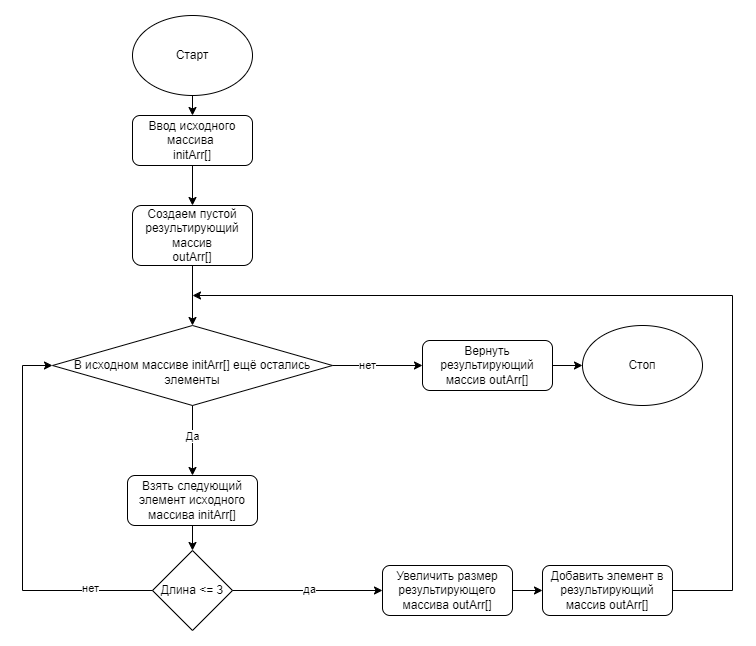 Старт
Ввод исходного
массива
initArr[]
Создаем пустой
результирующий
массив
outArr[]
В исходном массиве initArr[] ещё остались
элементы
нет
Вернуть
результирующий
массив outArr[]
Стоп
Да
Взять следующий
элемент исходного
массива initArr[]
нет
Длина <= 3
да
Увеличить размер
результирующего
массива outArr[]
Добавить элемент в
результирующий
массив outArr[]